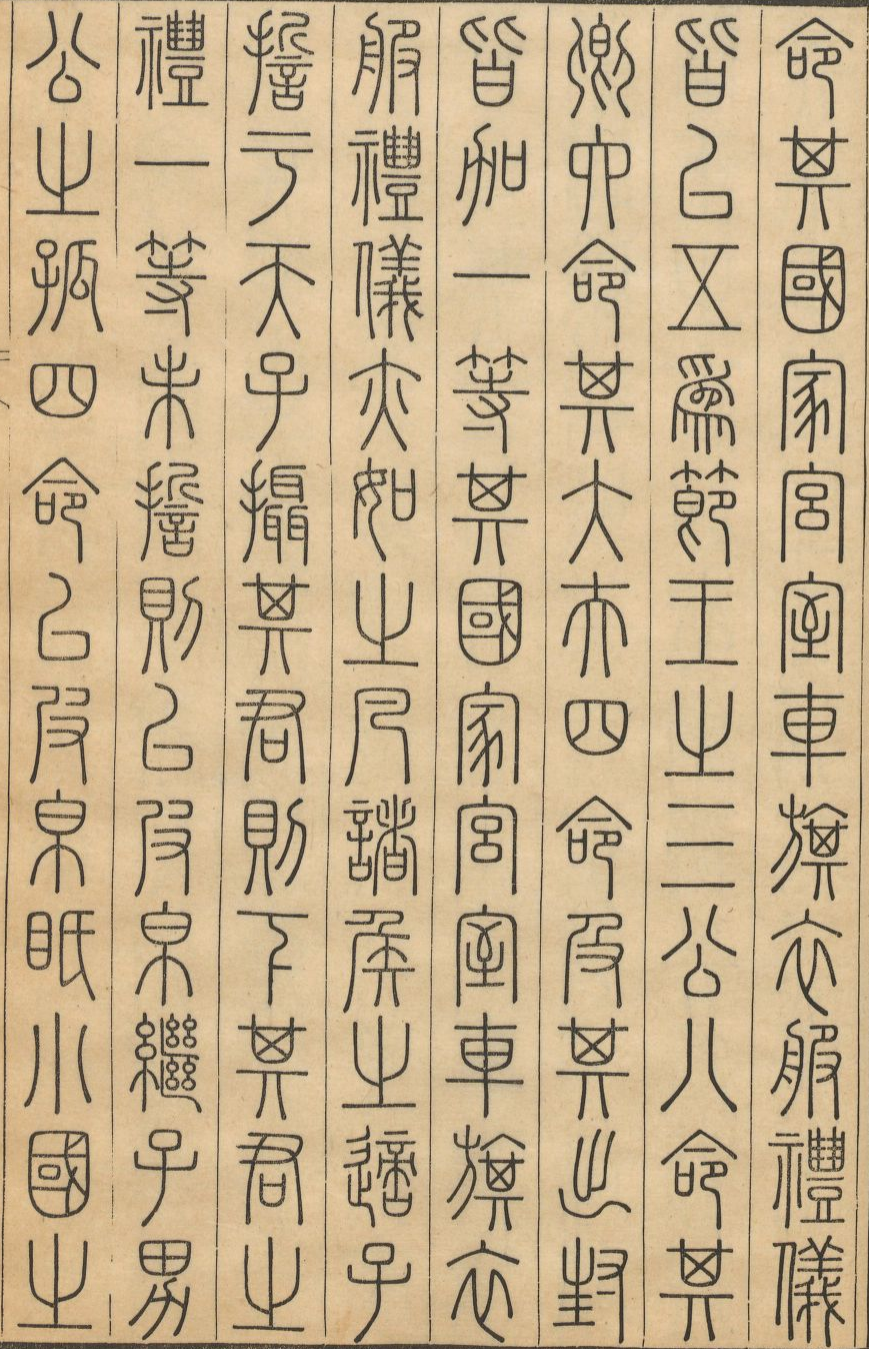 命其國家宮室車旗衣服禮儀
皆以五爲節王之三公八命其
卿六命其大夫四命及其出封
皆加一等其國家宮室車旗衣
服禮儀亦如之凡諸侯之適子
誓于天子攝其君則下其君之
禮一等未誓則以皮帛繼子男
公之孤四命以皮帛眡小國之